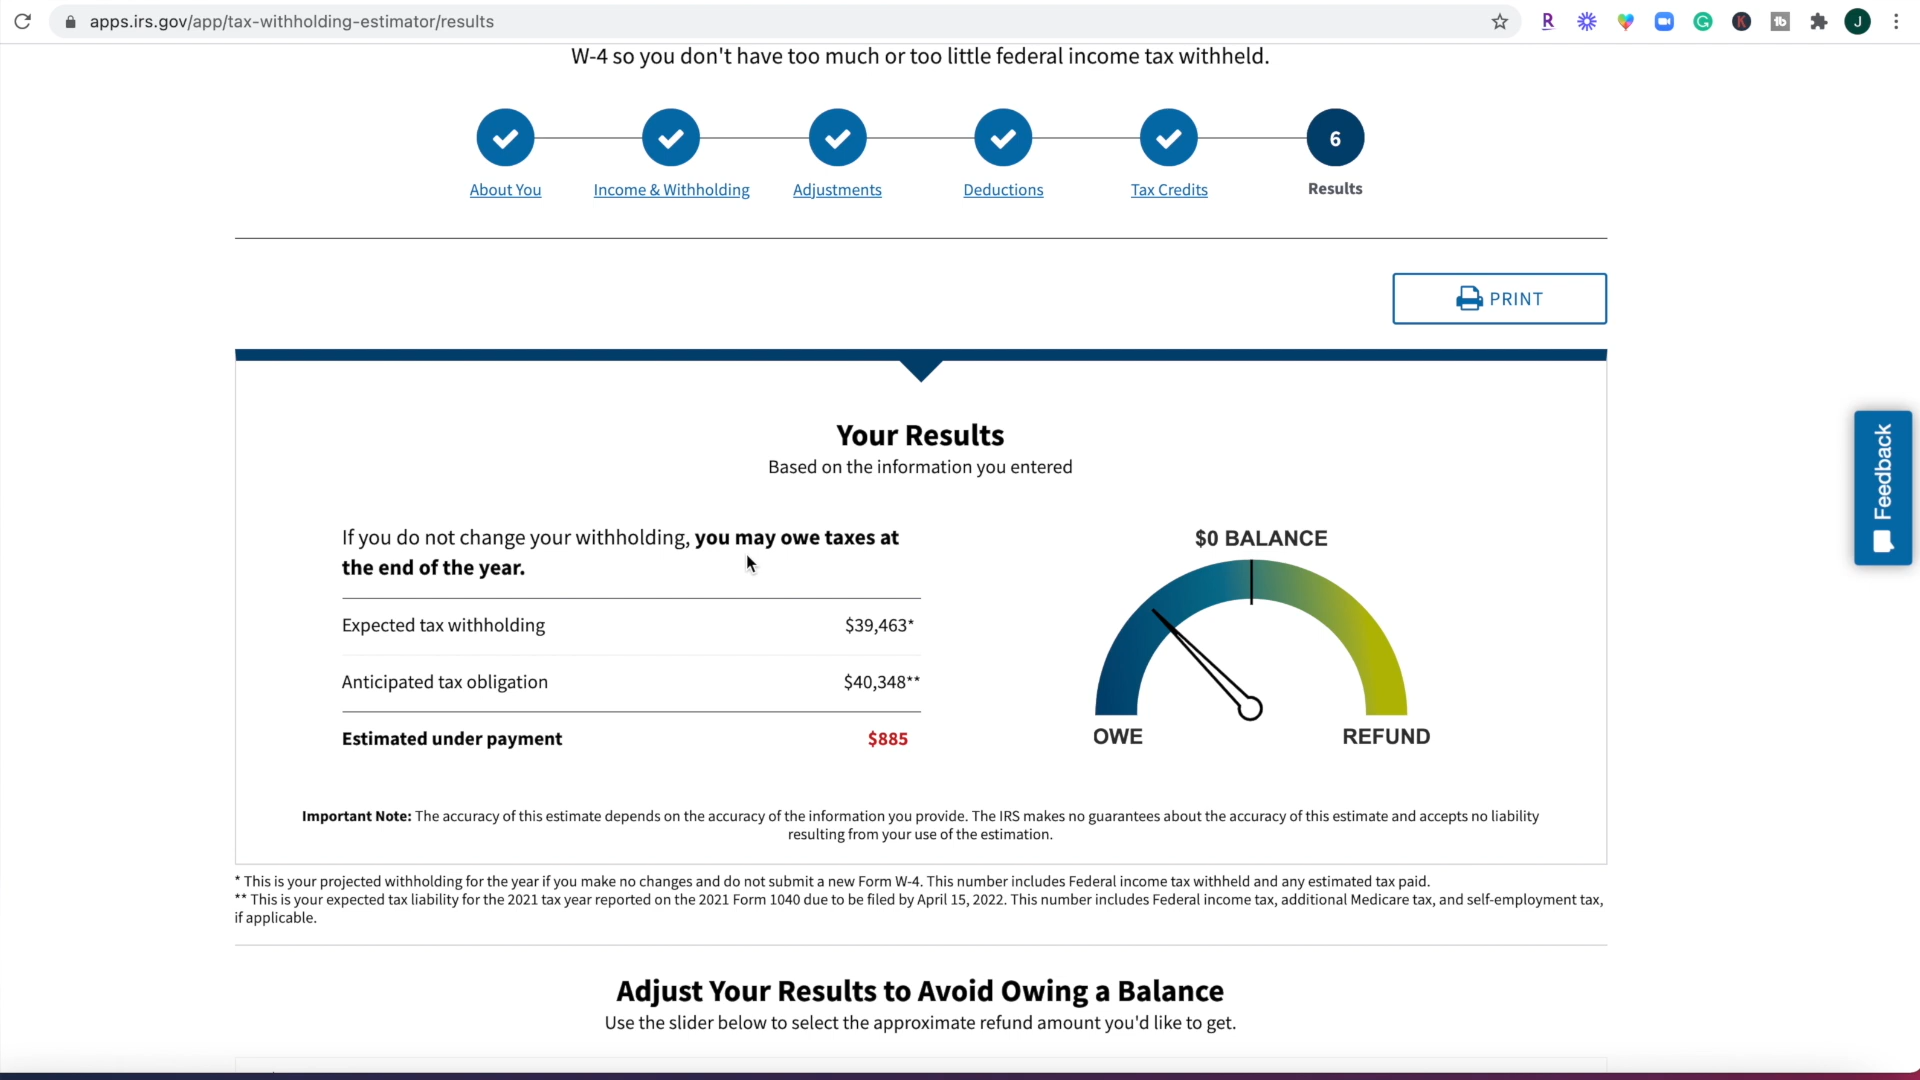 apps.irs.gov/app/tax-withholding-estimator/results
W-4 so you don't have too much or too little federal income tax withheld.
6
About You
Income & Withholding
Adjustments
Deductions
Tax Credits
Results
PRINT
Your Results
Based on the information you entered
If you do not change your withholding, you may owe taxes at
the end of the year.
Expected tax withholding $39,463*
Anticipated tax obligation $40,348**
Estimated under payment $885
$0 BALANCE
OWE
REFUND
Feedback
Important Note: The accuracy of this estimate depends on the accuracy of the information you provide. The IRS makes no guarantees about the accuracy of this estimate and accepts no liability
resulting from your use of the estimation.
* This is your projected withholding for the year if you make no changes and do not submit a new Form W-4. This number includes Federal income tax withheld and any estimated tax paid.
** This is your expected tax liability for the 2021 tax year reported on the 2021 Form 1040 due to be filed by April 15, 2022. This number includes Federal income tax, additional Medicare tax, and self-employment tax,
if applicable.
Adjust Your Results to Avoid Owing a Balance
Use the slider below to select the approximate refund amount you'd like to get.
R
G
K
tb
J